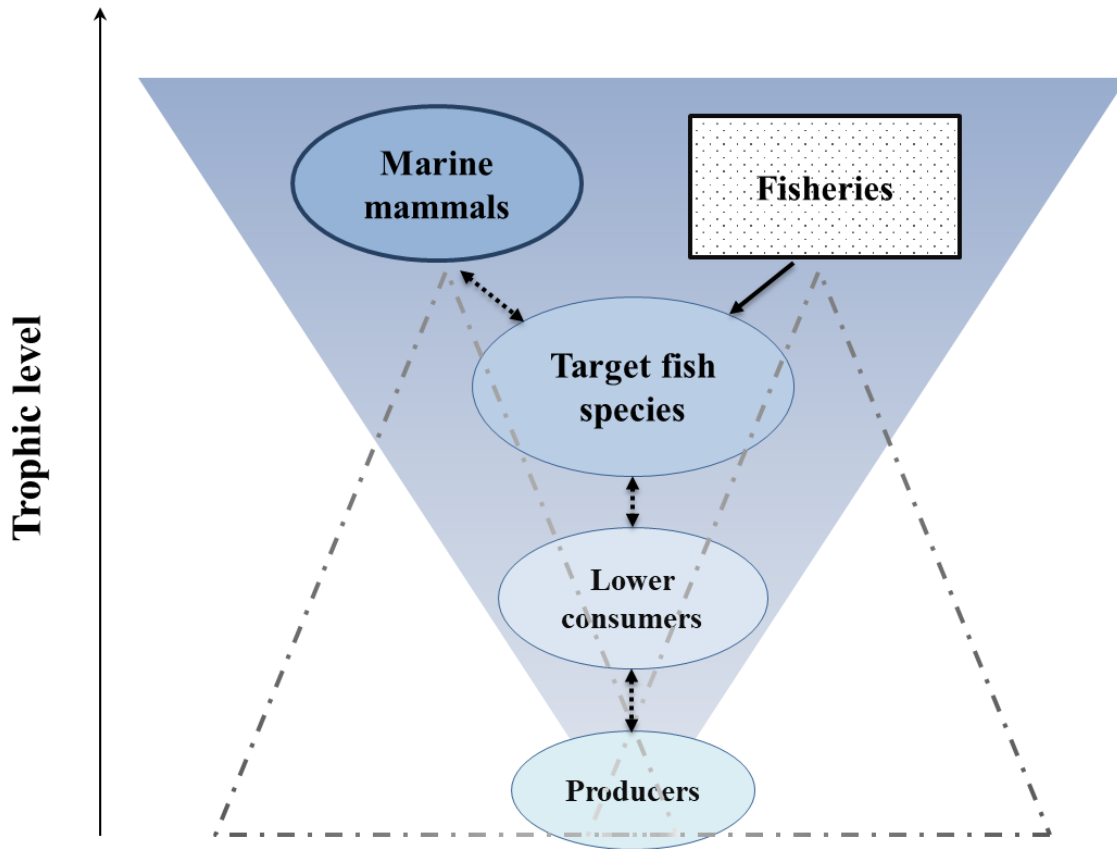 Trophic level
Marine
mammals
Fisheries
Target fish
species
Lower
consumers
Producers